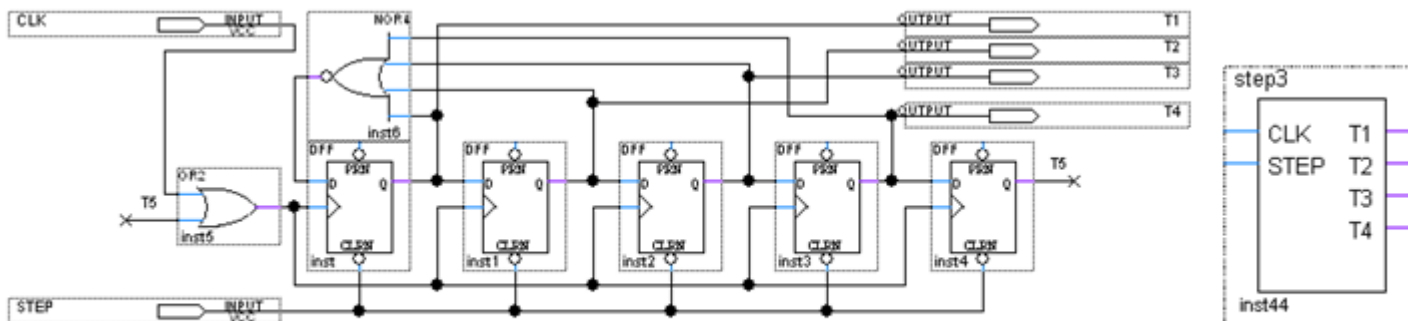 CLK INPUT VCC
NOR4
inst6
OUTPUT T1
OUTPUT T2
OUTPUT T3
OUTPUT T4
T5
OR2
inst5
DFF PRN D Q CLRN inst
DFF PRN D Q CLRN inst1
DFF PRN D Q CLRN inst2
DFF PRN D Q CLRN inst3
DFF PRN D Q CLRN inst4
T5
STEP INPUT VCC
step3
CLK T1
STEP T2
T3
T4
inst44